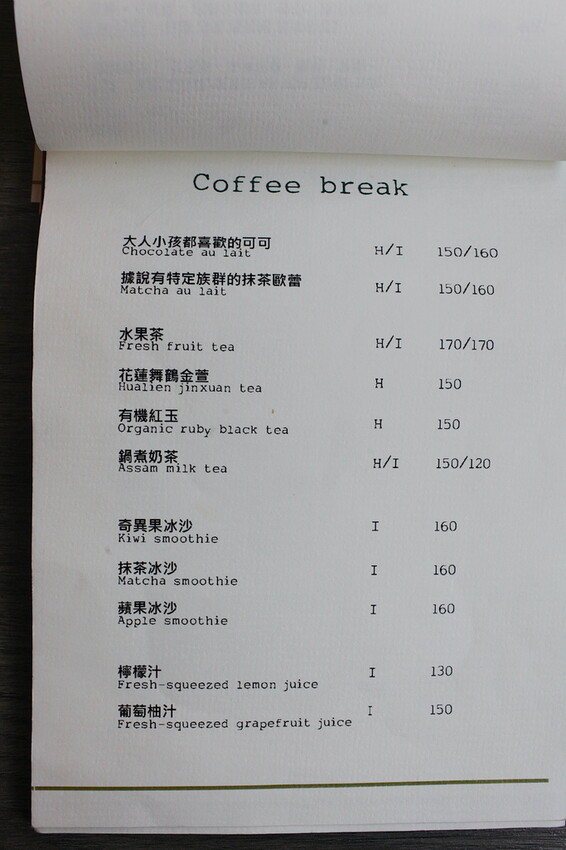 Coffee break
大人小孩都喜歡的可可
Chocolate au lait H/I 150/160
據說有特定族群的抹茶歐蕾
Matcha au lait H/I 150/160
水果茶
Fresh fruit tea H/I 170/170
花蓮舞鶴金萱
Hualien jinxuan tea H 150
有機紅玉
Organic ruby black tea H 150
鍋煮奶茶
Assam milk tea H/I 150/120
奇異果冰沙
Kiwi smoothie I 160
抹茶冰沙
Matcha smoothie I 160
蘋果冰沙
Apple smoothie I 160
檸檬汁
Fresh-squeezed lemon juice I 130
葡萄柚汁
Fresh-squeezed grapefruit juice I 150